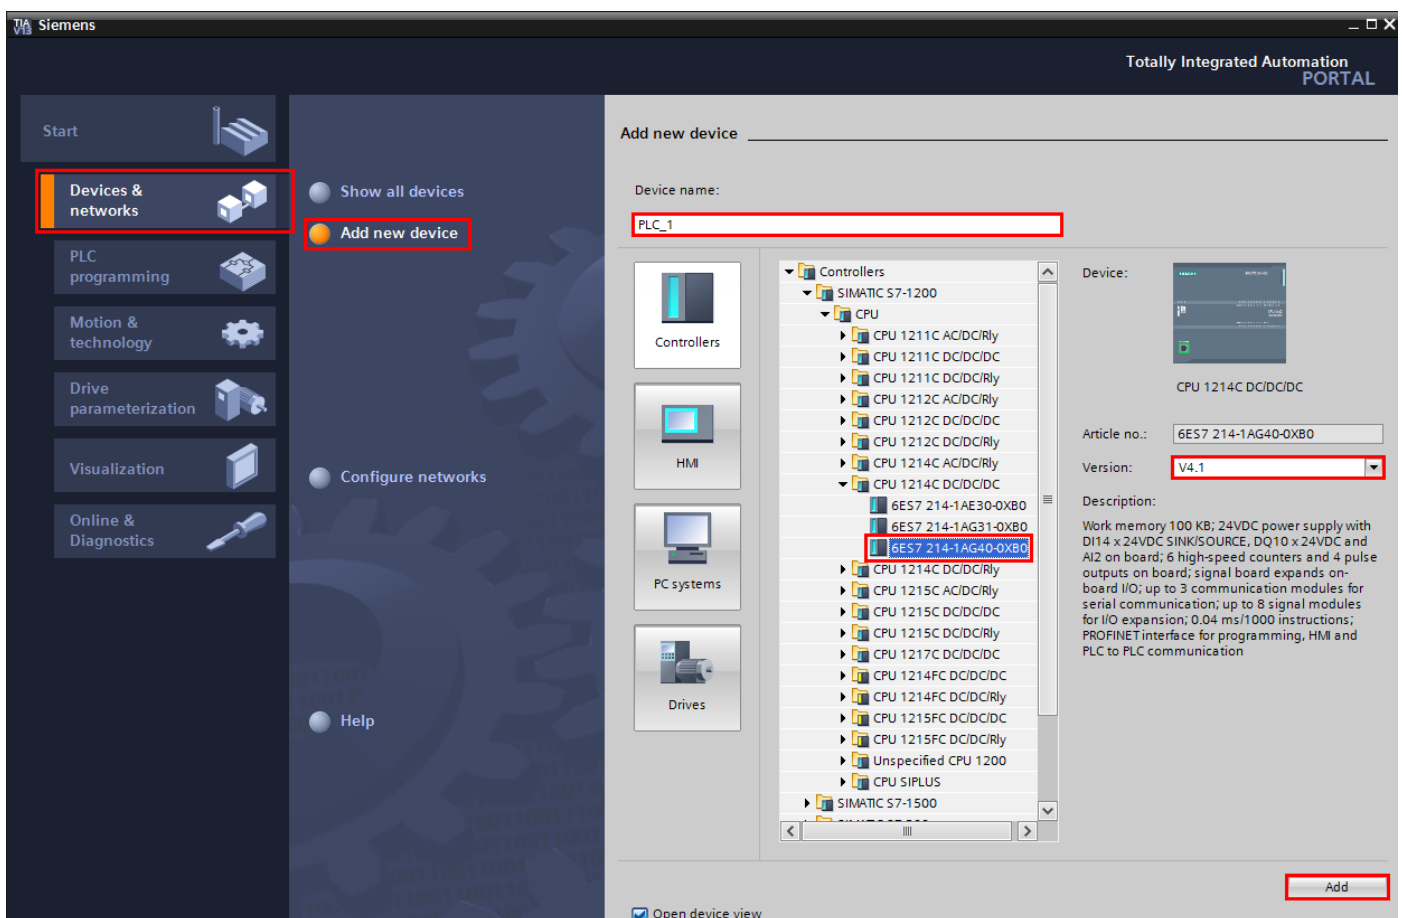 TIA
V13
Siemens
Totally Integrated Automation
PORTAL
Start
Devices &
networks
PLC
programming
Motion &
technology
Drive
parameterization
Visualization
Online &
Diagnostics
Show all devices
Add new device
Configure networks
Help
Add new device
Device name:
PLC_1
Controllers
HMI
PC systems
Drives
Controllers
SIMATIC S7-1200
CPU
CPU 1211C AC/DC/Rly
CPU 1211C DC/DC/DC
CPU 1211C DC/DC/Rly
CPU 1212C AC/DC/Rly
CPU 1212C DC/DC/DC
CPU 1212C DC/DC/Rly
CPU 1214C AC/DC/Rly
CPU 1214C DC/DC/DC
6ES7 214-1AE30-0XB0
6ES7 214-1AG31-0XB0
6ES7 214-1AG40-0XB0
CPU 1214C DC/DC/Rly
CPU 1215C AC/DC/Rly
CPU 1215C DC/DC/DC
CPU 1215C DC/DC/Rly
CPU 1217C DC/DC/DC
CPU 1214FC DC/DC/DC
CPU 1214FC DC/DC/Rly
CPU 1215FC DC/DC/DC
CPU 1215FC DC/DC/Rly
Unspecified CPU 1200
CPU SIPLUS
SIMATIC S7-1500
Device:
CPU 1214C DC/DC/DC
Article no.: 6ES7 214-1AG40-0XB0
Version: V4.1
Description:
Work memory 100 KB; 24VDC power supply with
DI14 x 24VDC SINK/SOURCE, DQ10 x 24VDC and
AI2 on board; 6 high-speed counters and 4 pulse
outputs on board; signal board expands on-
board I/O; up to 3 communication modules for
serial communication; up to 8 signal modules
for I/O expansion; 0.04 ms/1000 instructions;
PROFINET interface for programming, HMI and
PLC to PLC communication
Add
Open device view